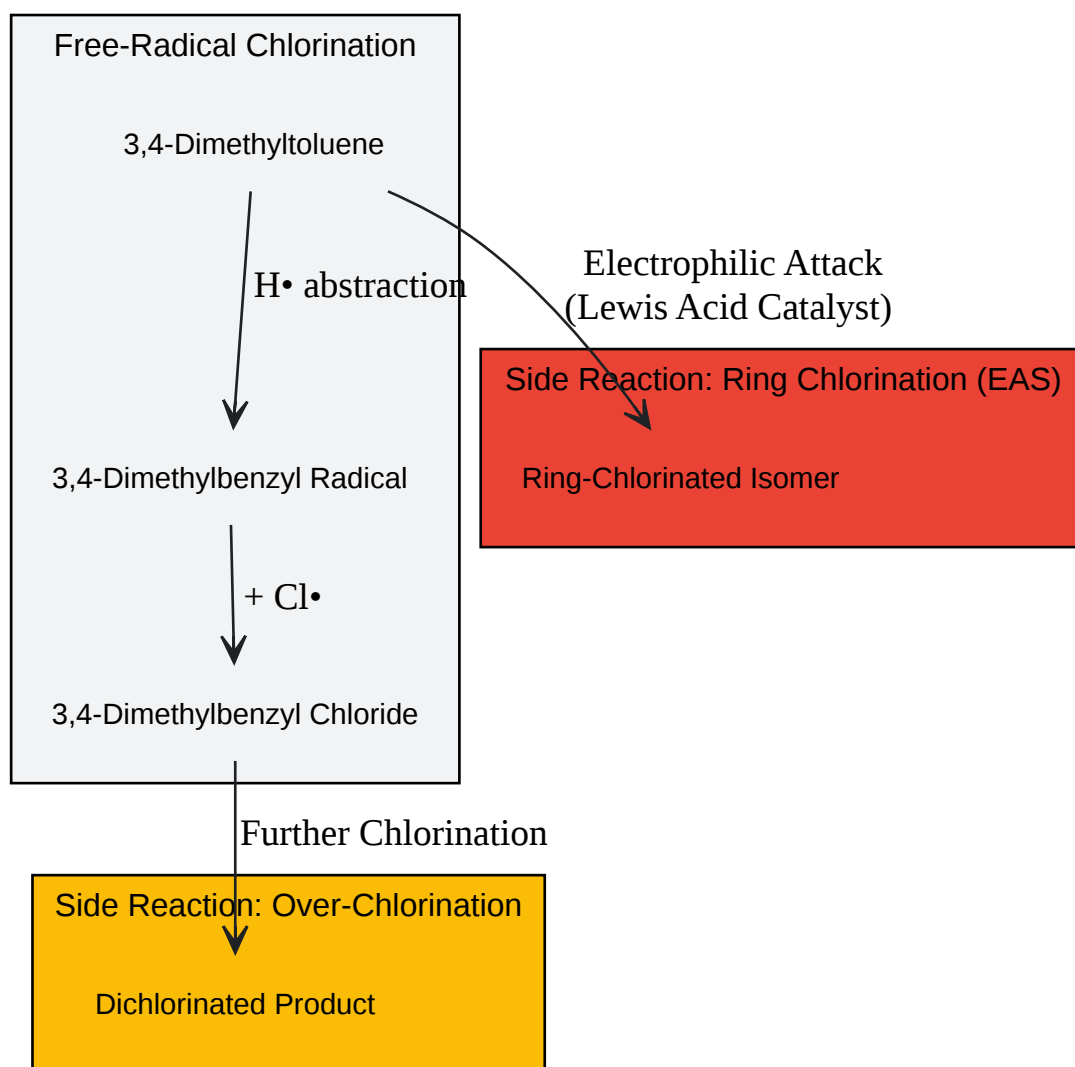 Free-Radical Chlorination
3,4-Dimethyltoluene
H• abstraction
Electrophilic Attack
(Lewis Acid Catalyst)
Side Reaction: Ring Chlorination (EAS)
3,4-Dimethylbenzyl Radical
Ring-Chlorinated Isomer
+ Cl•
3,4-Dimethylbenzyl Chloride
Further Chlorination
Side Reaction: Over-Chlorination
Dichlorinated Product